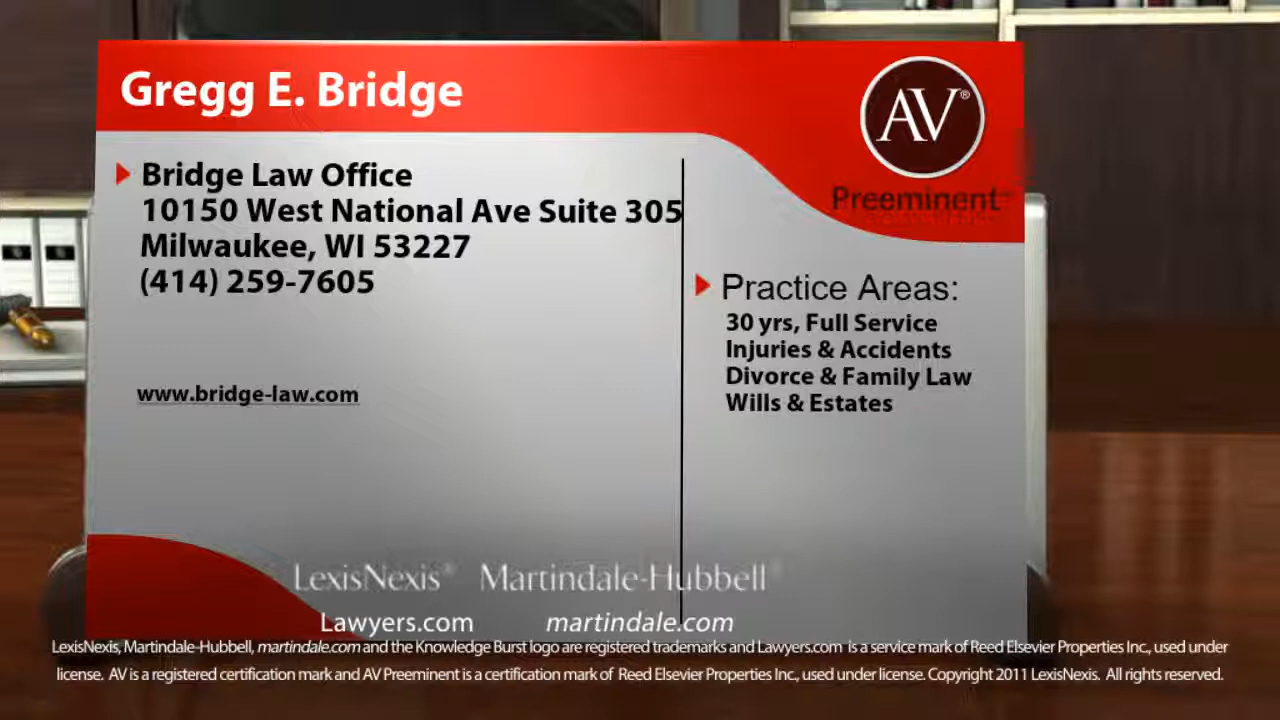 Gregg E. Bridge
AV®
Preeminent™
Bridge Law Office
10150 West National Ave Suite 305
Milwaukee, WI 53227
(414) 259-7605
www.bridge-law.com
Practice Areas:
30 yrs, Full Service
Injuries & Accidents
Divorce & Family Law
Wills & Estates
LexisNexis® Martindale-Hubbell®
Lawyers.com martindale.com
LexisNexis, Martindale-Hubbell, martindale.com and the Knowledge Burst logo are registered trademarks and Lawyers.com is a service mark of Reed Elsevier Properties Inc., used under
license. AV is a registered certification mark and AV Preeminent is a certification mark of Reed Elsevier Properties Inc., used under license. Copyright 2011 LexisNexis. All rights reserved.